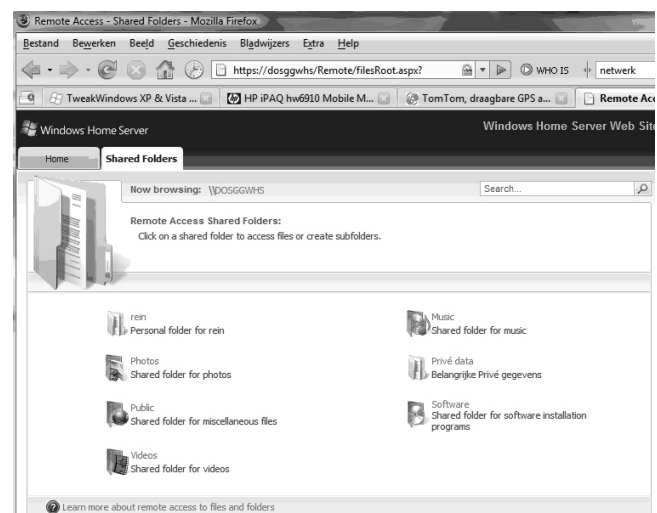 Remote Access - Shared Folders - Mozilla Firefox
Bestand Bewerken Beeld Geschiedenis Bladwijzers Extra Help
https://dosggwhs/Remote/filesRoot.aspx? WHO IS netwerk
TweakWindows XP & Vista ... HP iPAQ hw6910 Mobile M... TomTom, draagbare GPS a... Remote Acc
Windows Home Server Windows Home Server Web Site
Home Shared Folders
Now browsing: \\DOSGGWHS Search...
Remote Access Shared Folders:
Click on a shared folder to access files or create subfolders.
rein
Personal folder for rein
Music
Shared folder for music
Photos
Shared folder for photos
Privé data
Belangrijke Privé gegevens
Public
Shared folder for miscellaneous files
Software
Shared folder for software installation
programs
Videos
Shared folder for videos
Learn more about remote access to files and folders